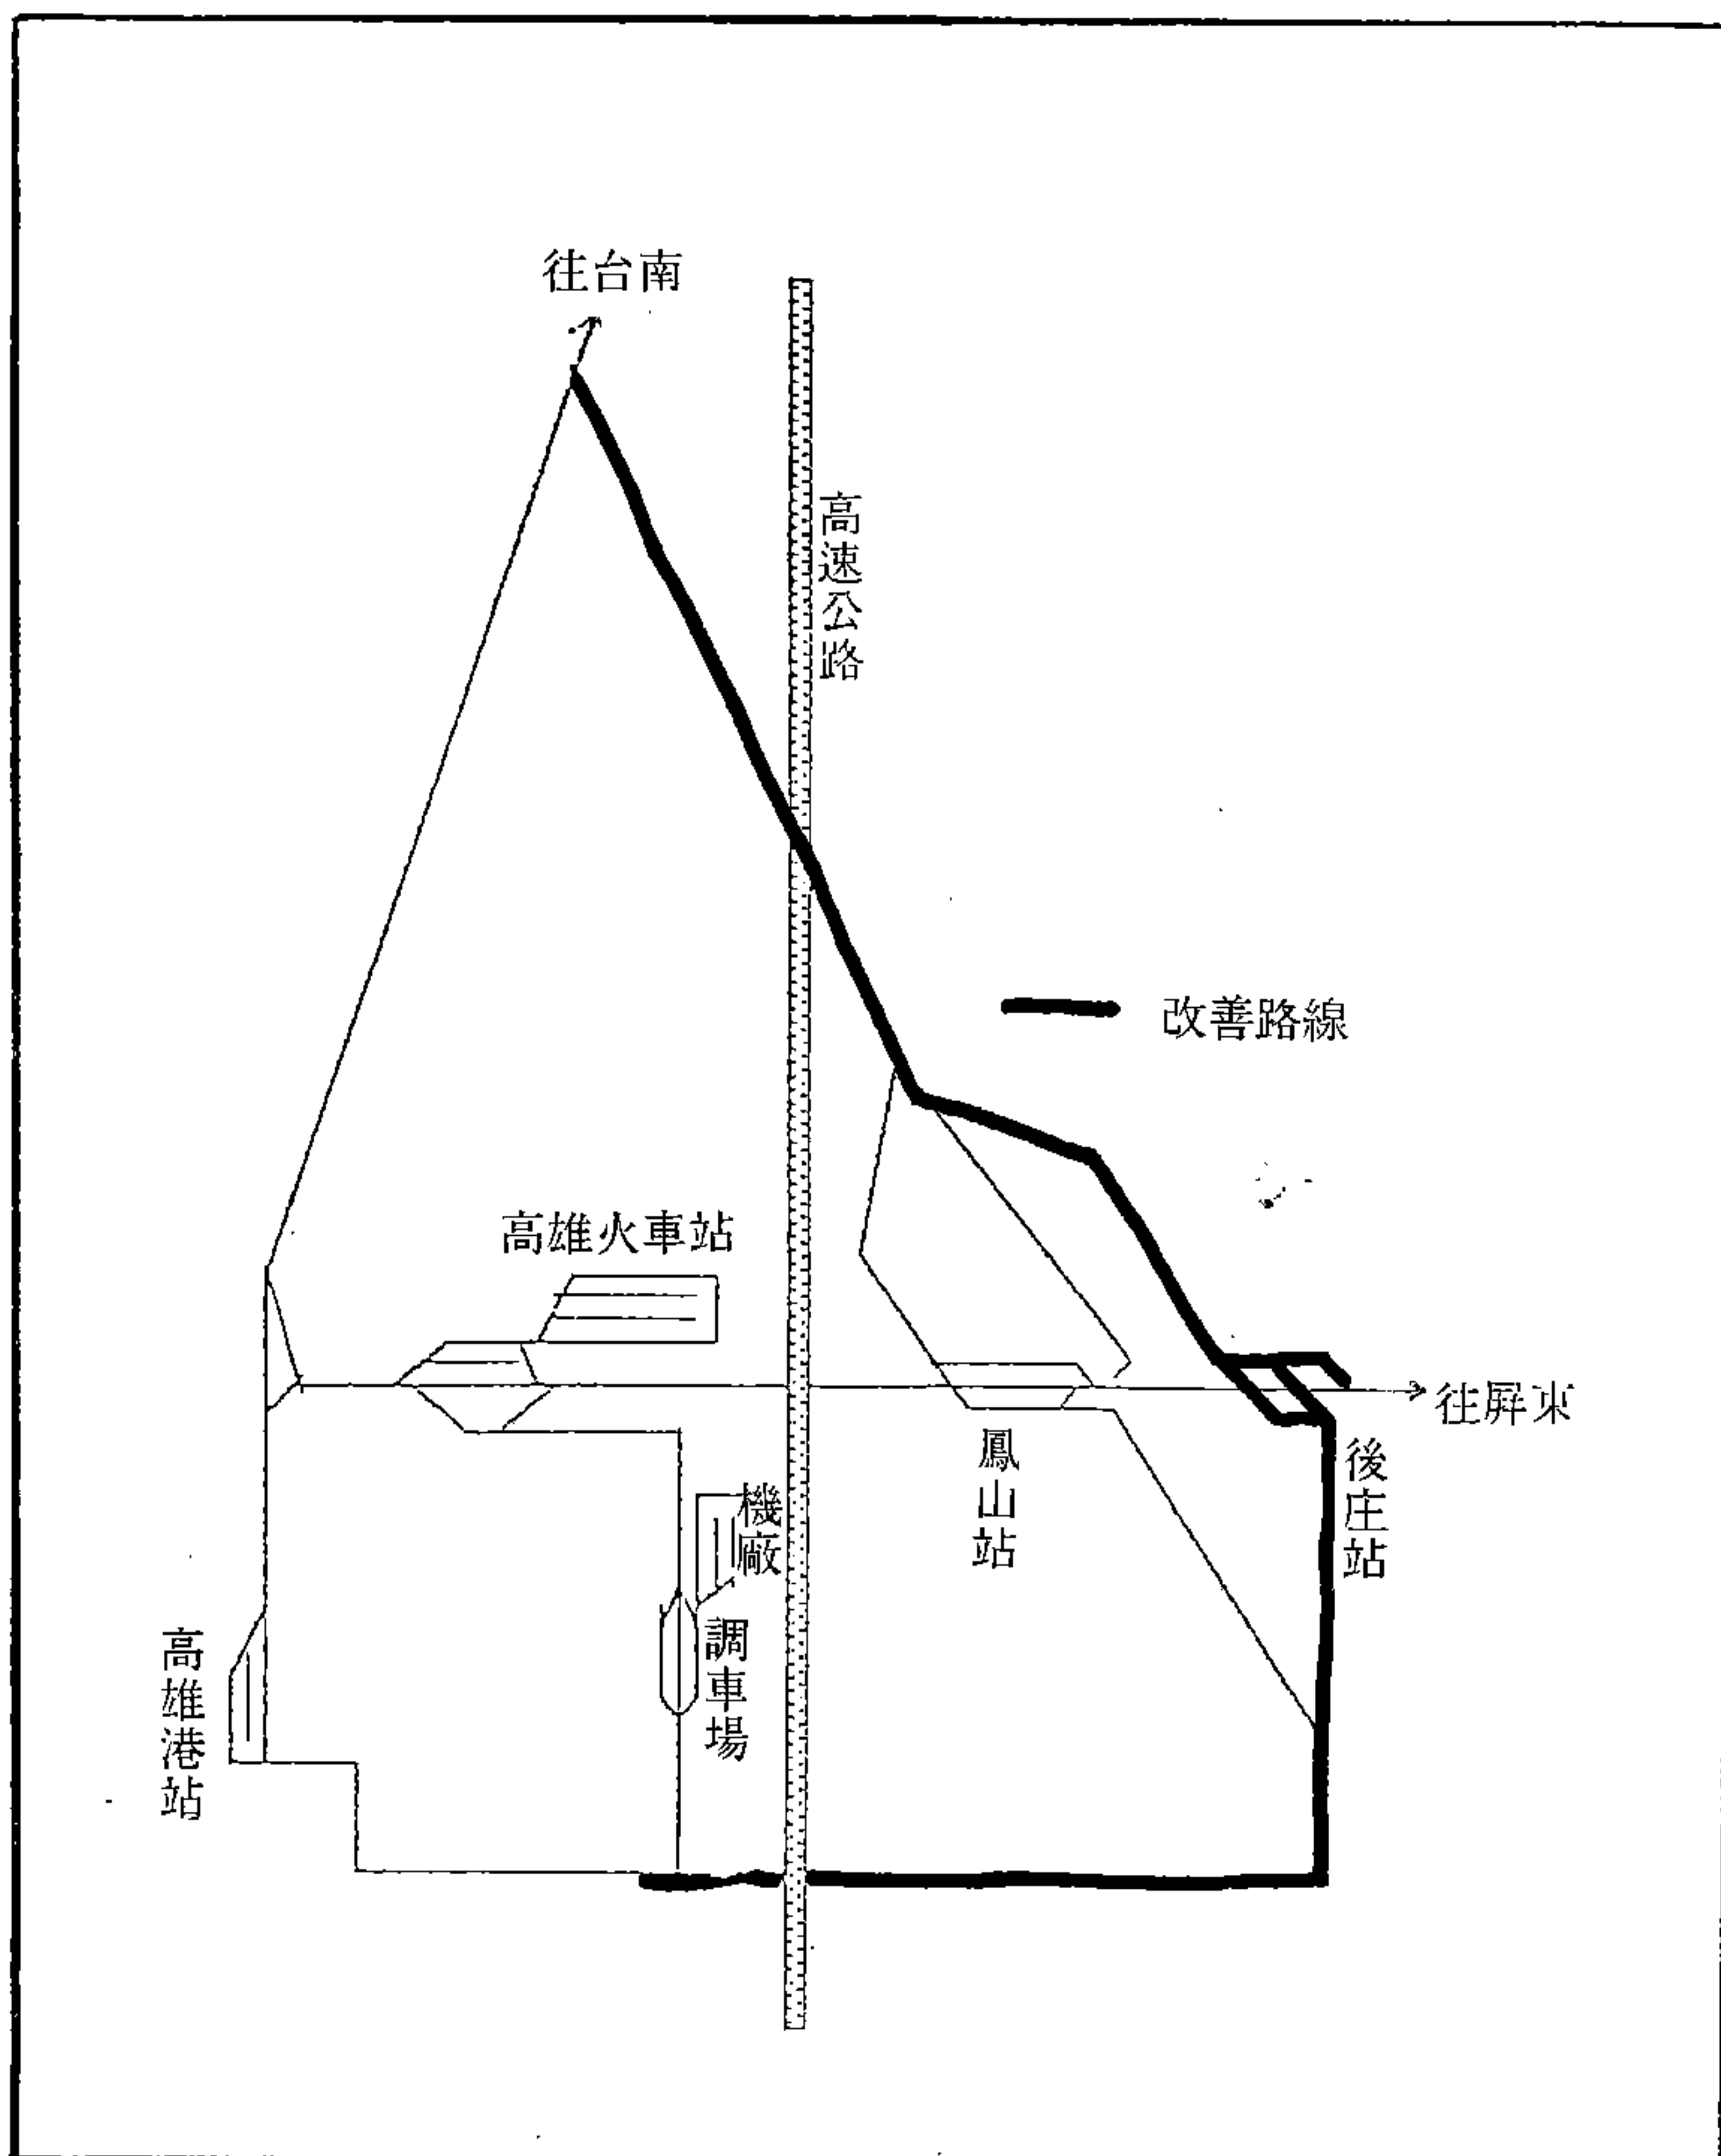 往台南
高速公路
改善路線
高雄火車站
往屏東
鳳山站
後庄站
機廠
調車場
高雄港站